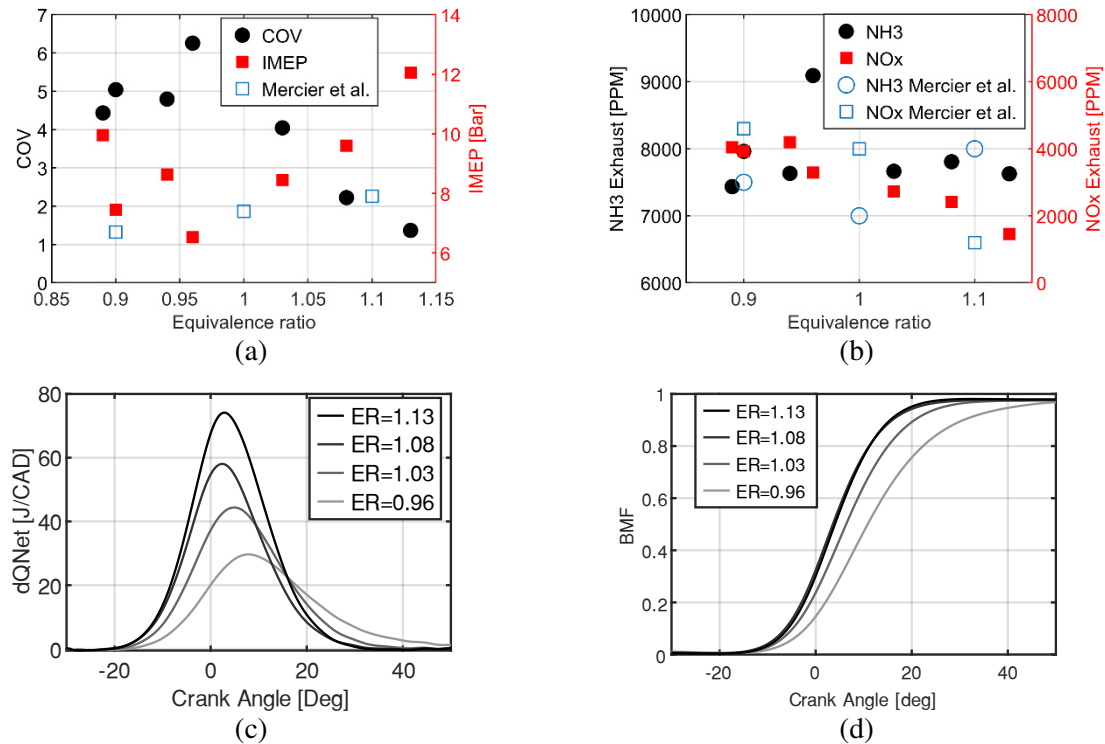 7
6
5
4
3
2
1
0
COV
14
12
10
8
6
IMEP [Bar]
COV
IMEP
Mercier et al.
0.85
0.9
0.95
1
1.05
1.1
1.15
Equivalence ratio
(a)
10000
9000
8000
7000
6000
NH3 Exhaust [PPM]
8000
6000
4000
2000
0
NOx Exhaust [PPM]
NH3
NOx
NH3 Mercier et al.
NOx Mercier et al.
0.9
1
1.1
Equivalence ratio
(b)
80
60
40
20
0
dQNet [J/CAD]
ER=1.13
ER=1.08
ER=1.03
ER=0.96
-20
0
20
40
Crank Angle [Deg]
(c)
1
0.8
0.6
0.4
0.2
0
BMF
ER=1.13
ER=1.08
ER=1.03
ER=0.96
-20
0
20
40
Crank Angle [deg]
(d)